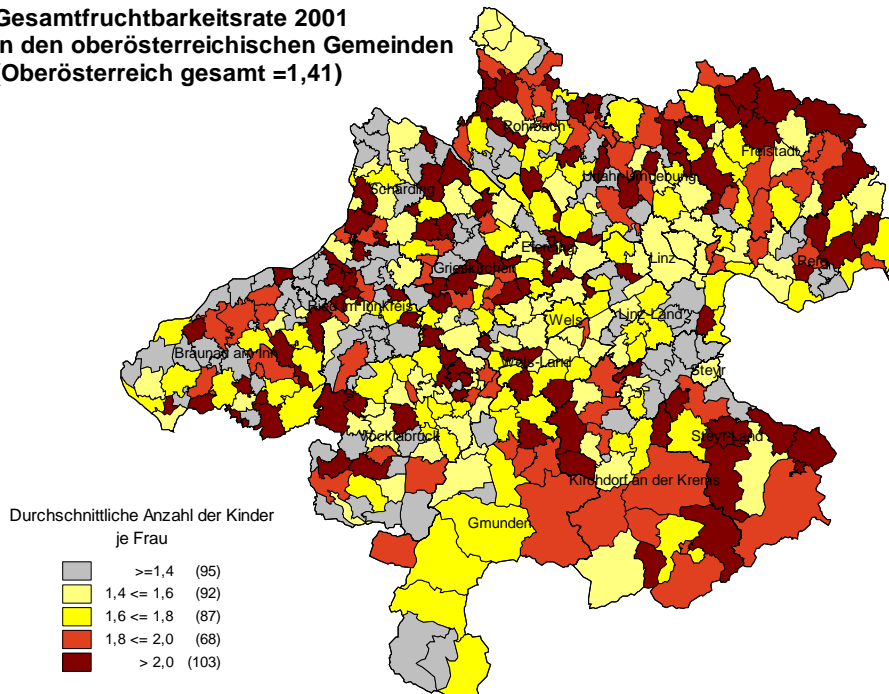 Gesamtfruchtbarkeitsrate 2001
n den oberösterreichischen Gemeinden
(Oberösterreich gesamt =1,41)
Rohrbach
Freistadt
Urfahr-Umgebung
Schärding
Eferding
Linz
Perg
Grieskirchen
Ried im Innkreis
Wels
Linz-Land
Braunau am Inn
Wels-Land
Steyr
Vöcklabruck
Steyr-Land
Kirchdorf an der Krems
Gmunden
Durchschnittliche Anzahl der Kinder
je Frau
>=1,4 (95)
1,4 <= 1,6 (92)
1,6 <= 1,8 (87)
1,8 <= 2,0 (68)
> 2,0 (103)